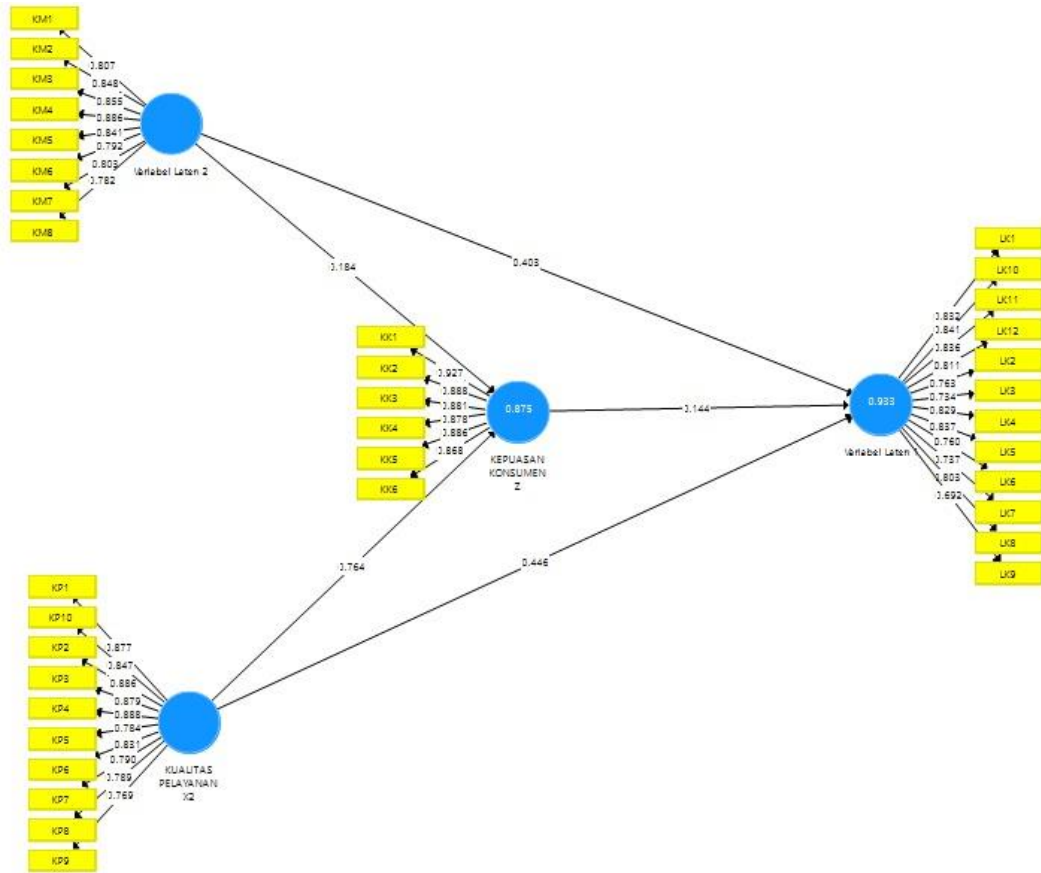 KM1
KM2
KM3
KM4
KM5
KM6
KM7
KM8
0.807
0.848
0.855
0.886
0.841
0.792
0.803
0.782
Variabel Laten 2
0.184
0.403
KK1
KK2
KK3
KK4
KK5
KK6
0.927
0.888
0.881
0.878
0.886
0.868
0.875
KEPUASAN
KONSUMEN
Z
0.144
0.933
Variabel Laten
LK1
LK10
LK11
LK12
LK2
LK3
LK4
LK5
LK6
LK7
LK8
LK9
0.832
0.841
0.836
0.811
0.763
0.734
0.829
0.837
0.760
0.737
0.803
0.692
0.764
0.446
KP1
KP10
KP2
KP3
KP4
KP5
KP6
KP7
KP8
KP9
0.877
0.847
0.886
0.879
0.888
0.784
0.831
0.790
0.789
0.769
KUALITAS
PELAYANAN
X2